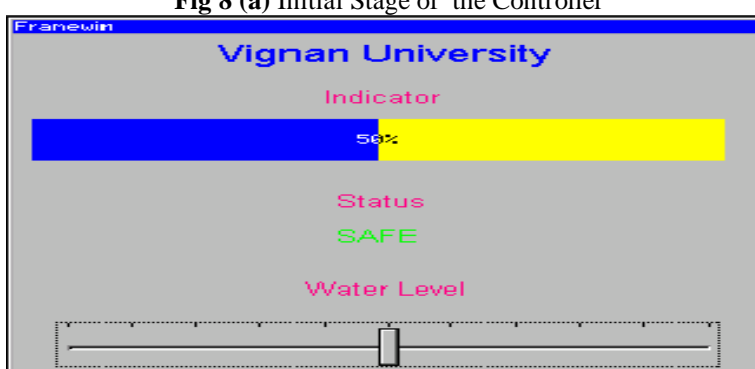 Fig 8 (a) Initial Stage of the Controller
Framewin
Vignan University
Indicator
50%
Status
SAFE
Water Level